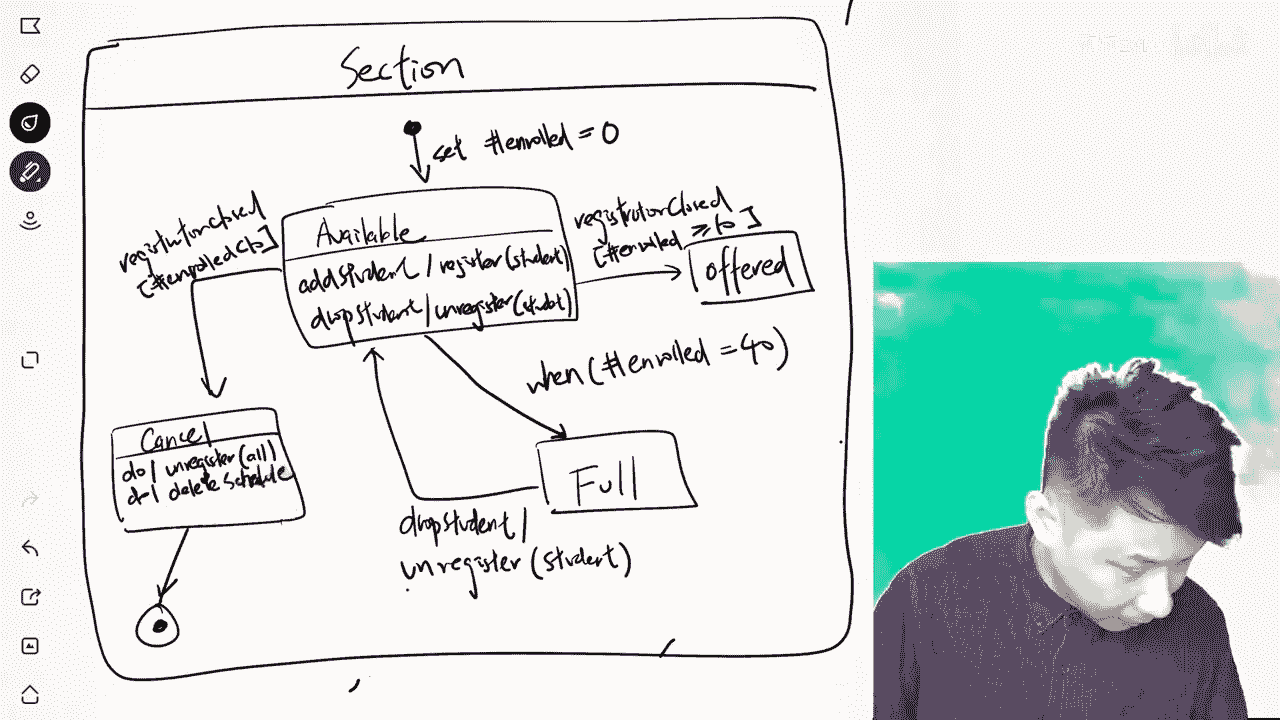 Section
set #enrolled = 0
registrationClosed
[#enrolled<10]
Available
addstudent / register(student)
dropstudent / unregister(studt)
registrationClosed
[#enrolled >= 10]
offered
when (#enrolled = 40)
Cancel
do / unregister(all)
do / delete schedule
Full
dropstudent /
unregister (student)